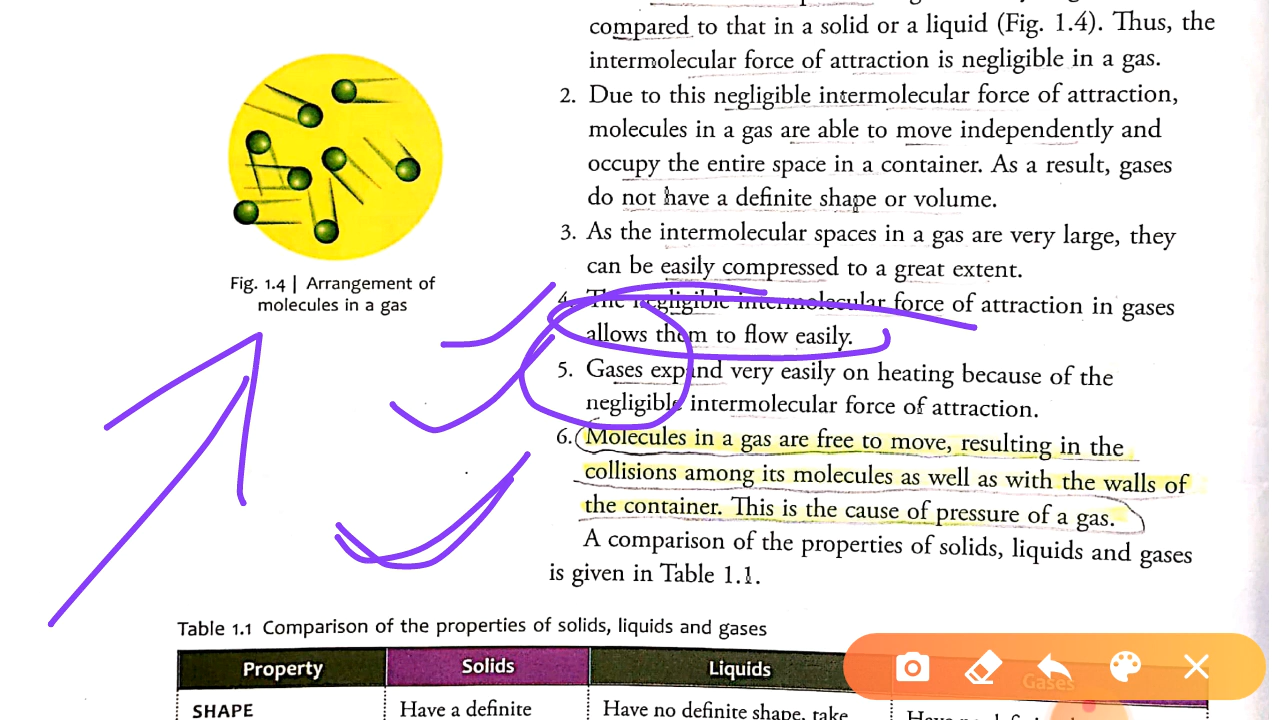 compared to that in a solid or a liquid (Fig. 1.4). Thus, the
intermolecular force of attraction is negligible in a gas.
2. Due to this negligible intermolecular force of attraction,
molecules in a gas are able to move independently and
occupy the entire space in a container. As a result, gases
do not have a definite shape or volume.
3. As the intermolecular spaces in a gas are very large, they
can be easily compressed to a great extent.
4. The negligible intermolecular force of attraction in gases
allows them to flow easily.
5. Gases expand very easily on heating because of the
negligible intermolecular force of attraction.
6. Molecules in a gas are free to move, resulting in the
collisions among its molecules as well as with the walls of
the container. This is the cause of pressure of a gas.
A comparison of the properties of solids, liquids and gases
is given in Table 1.1.
Fig. 1.4 | Arrangement of
molecules in a gas
Table 1.1 Comparison of the properties of solids, liquids and gases
Property Solids Liquids Gases
SHAPE Have a definite Have no definite shape, take